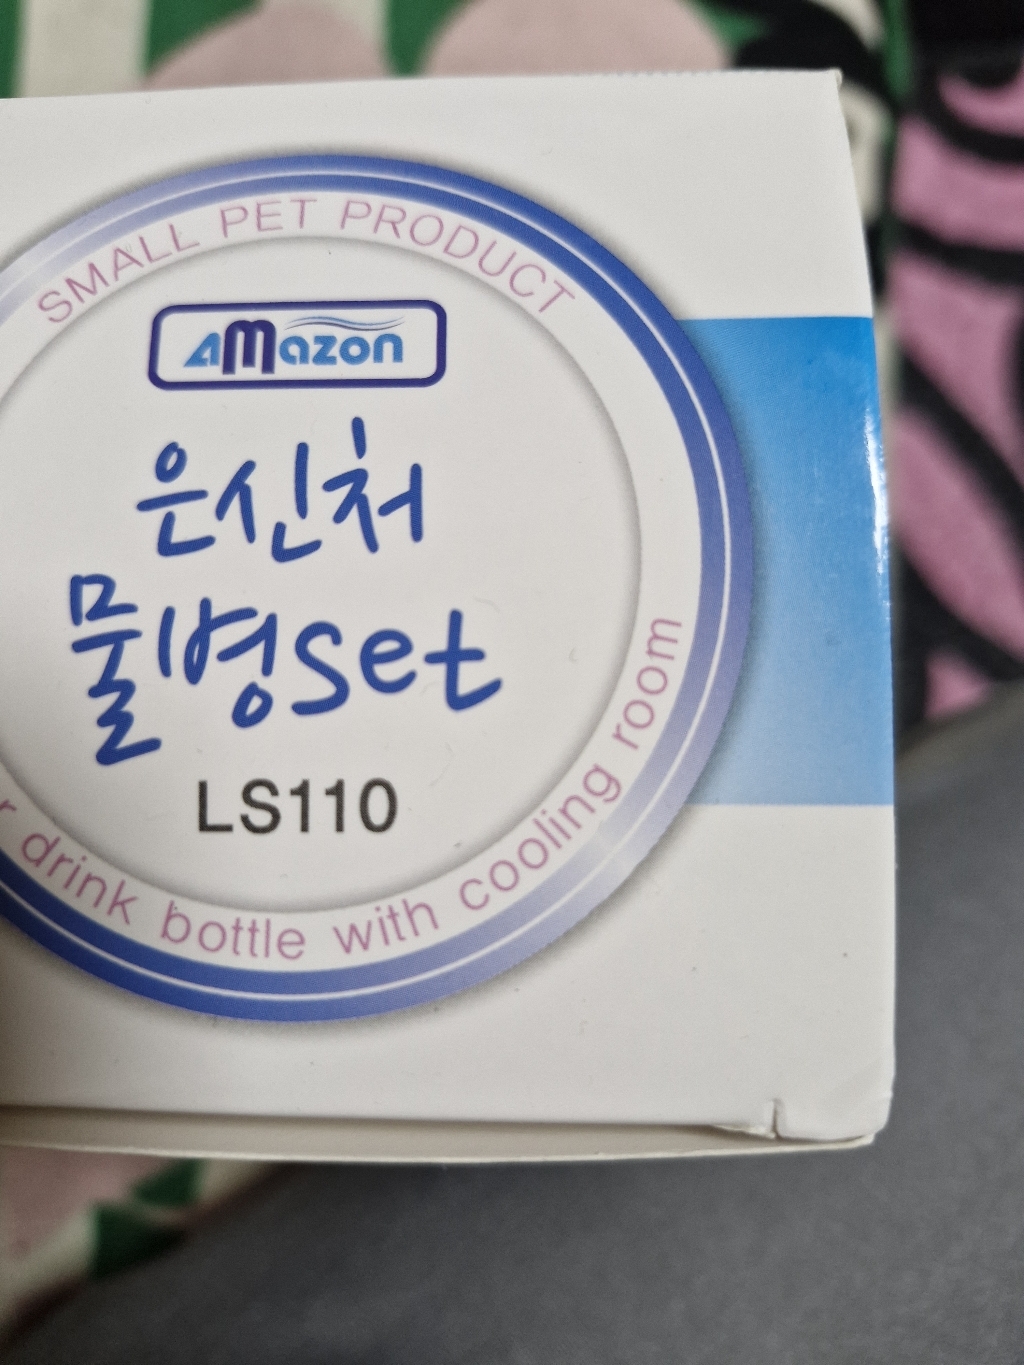 SMALL PET PRODUCT
AMazon
은신처
물병set
LS110
drink bottle with cooling room